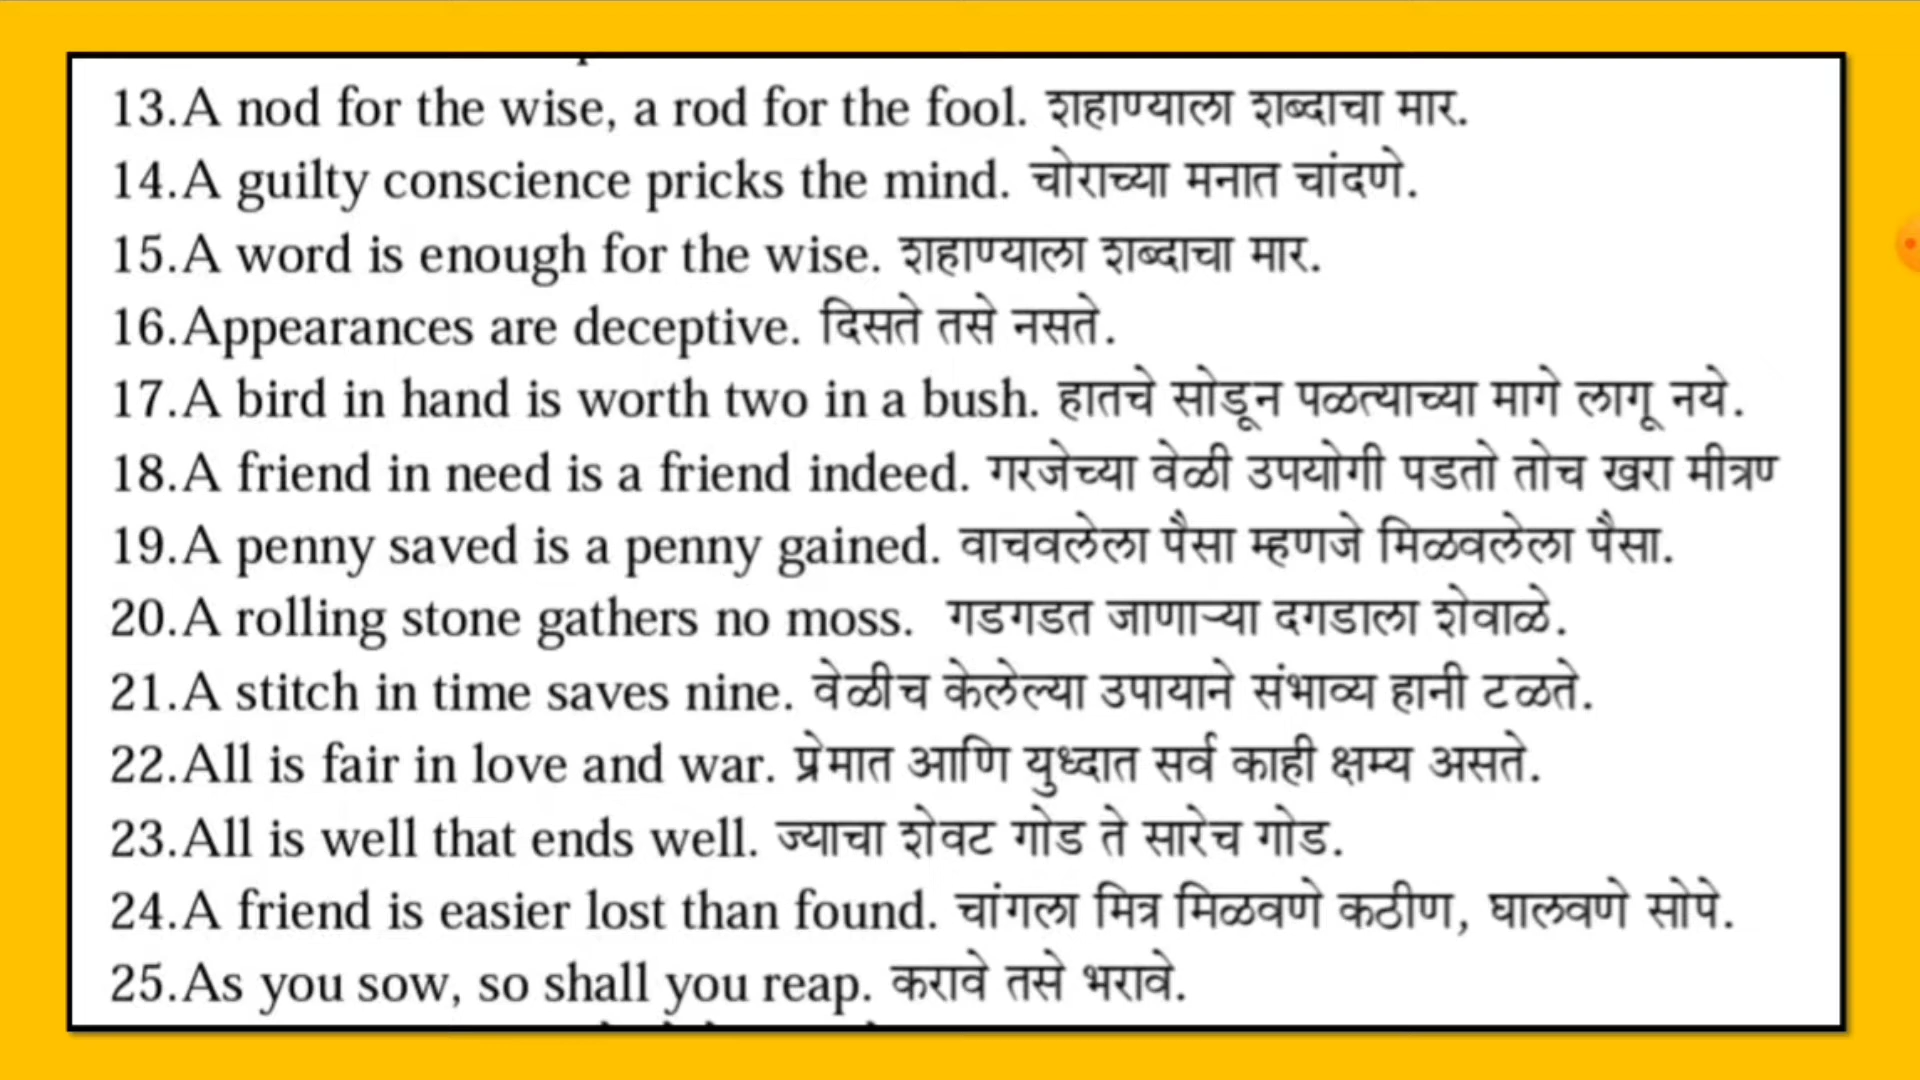 13.A nod for the wise, a rod for the fool. शहाण्याला शब्दाचा मार.
14.A guilty conscience pricks the mind. चोराच्या मनात चांदणे.
15.A word is enough for the wise. शहाण्याला शब्दाचा मार.
16.Appearances are deceptive. दिसते तसे नसते.
17.A bird in hand is worth two in a bush. हातचे सोडून पळत्याच्या मागे लागू नये.
18.A friend in need is a friend indeed. गरजेच्या वेळी उपयोगी पडतो तोच खरा मीत्रण
19.A penny saved is a penny gained. वाचवलेला पैसा म्हणजे मिळवलेला पैसा.
20.A rolling stone gathers no moss. गडगडत जाणाऱ्या दगडाला शेवाळे.
21.A stitch in time saves nine. वेळीच केलेल्या उपायाने संभाव्य हानी टळते.
22.All is fair in love and war. प्रेमात आणि युध्दात सर्व काही क्षम्य असते.
23.All is well that ends well. ज्याचा शेवट गोड ते सारेच गोड.
24.A friend is easier lost than found. चांगला मित्र मिळवणे कठीण, घालवणे सोपे.
25.As you sow, so shall you reap. करावे तसे भरावे.